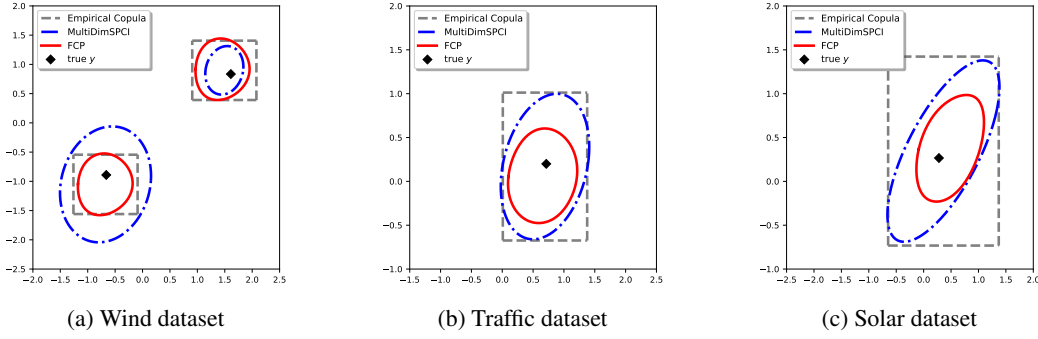 2.0
1.5
1.0
0.5
0.0
−0.5
−1.0
−1.5
−2.0
−2.5
−2.0 −1.5 −1.0 −0.5 0.0 0.5 1.0 1.5 2.0 2.5
Empirical Copula
MultiDimSPCI
FCP
true y
(a) Wind dataset
2.0
1.5
1.0
0.5
0.0
−0.5
−1.0
−1.0 −0.5 0.0 0.5 1.0 1.5 2.0 2.5
Empirical Copula
MultiDimSPCI
FCP
true y
(b) Traffic dataset
2.0
1.5
1.0
0.5
0.0
−0.5
−1.0
−2.0 −1.5 −1.0 −0.5 0.0 0.5 1.0 1.5 2.0
Empirical Copula
MultiDimSPCI
FCP
true y
(c) Solar dataset